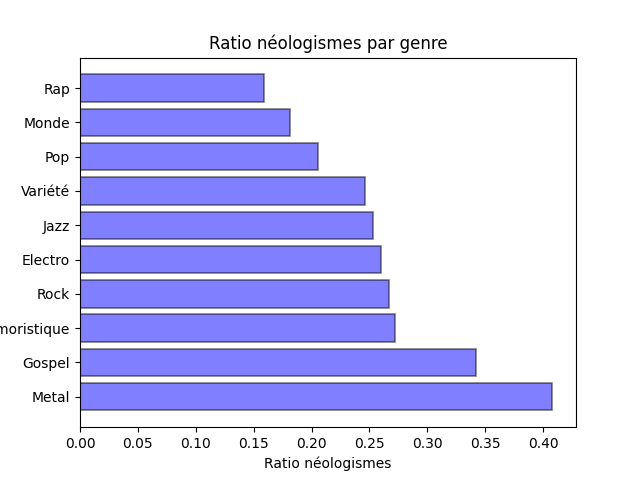 Ratio néologismes par genre
Rap
Monde
Pop
Variété
Jazz
Electro
Rock
moristique
Gospel
Metal
0.00 0.05 0.10 0.15 0.20 0.25 0.30 0.35 0.40
Ratio néologismes